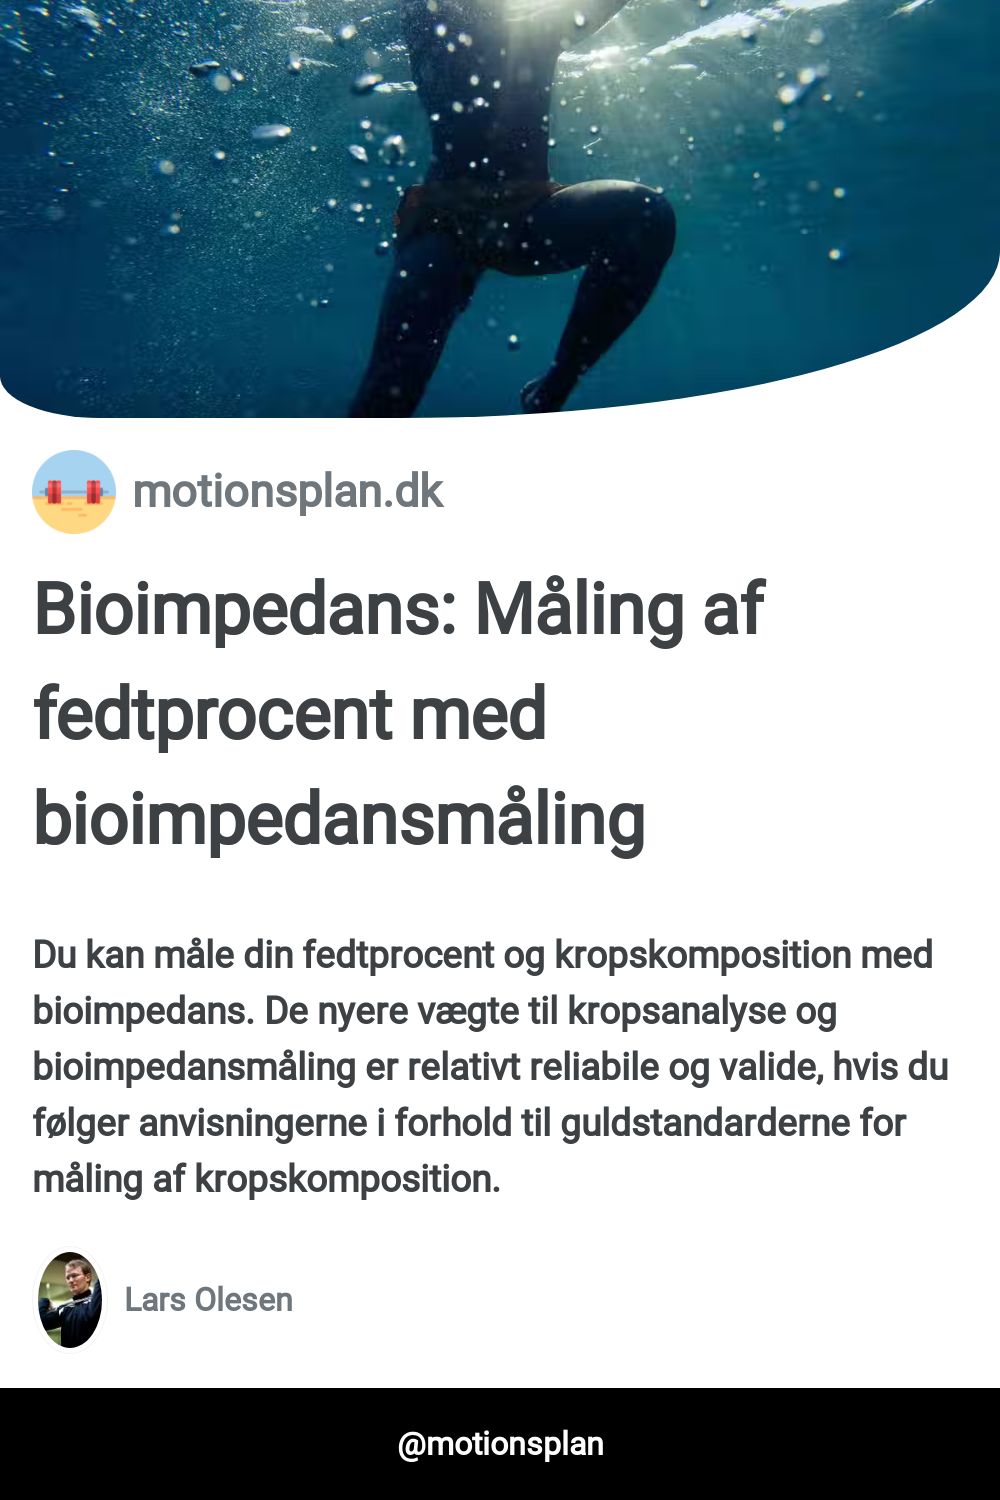 motionsplan.dk
Bioimpedans: Måling af
fedtprocent med
bioimpedansmåling
Du kan måle din fedtprocent og kropskomposition med
bioimpedans. De nyere vægte til kropsanalyse og
bioimpedansmåling er relativt reliabile og valide, hvis du
følger anvisningerne i forhold til guldstandarderne for
måling af kropskomposition.
Lars Olesen
@motionsplan